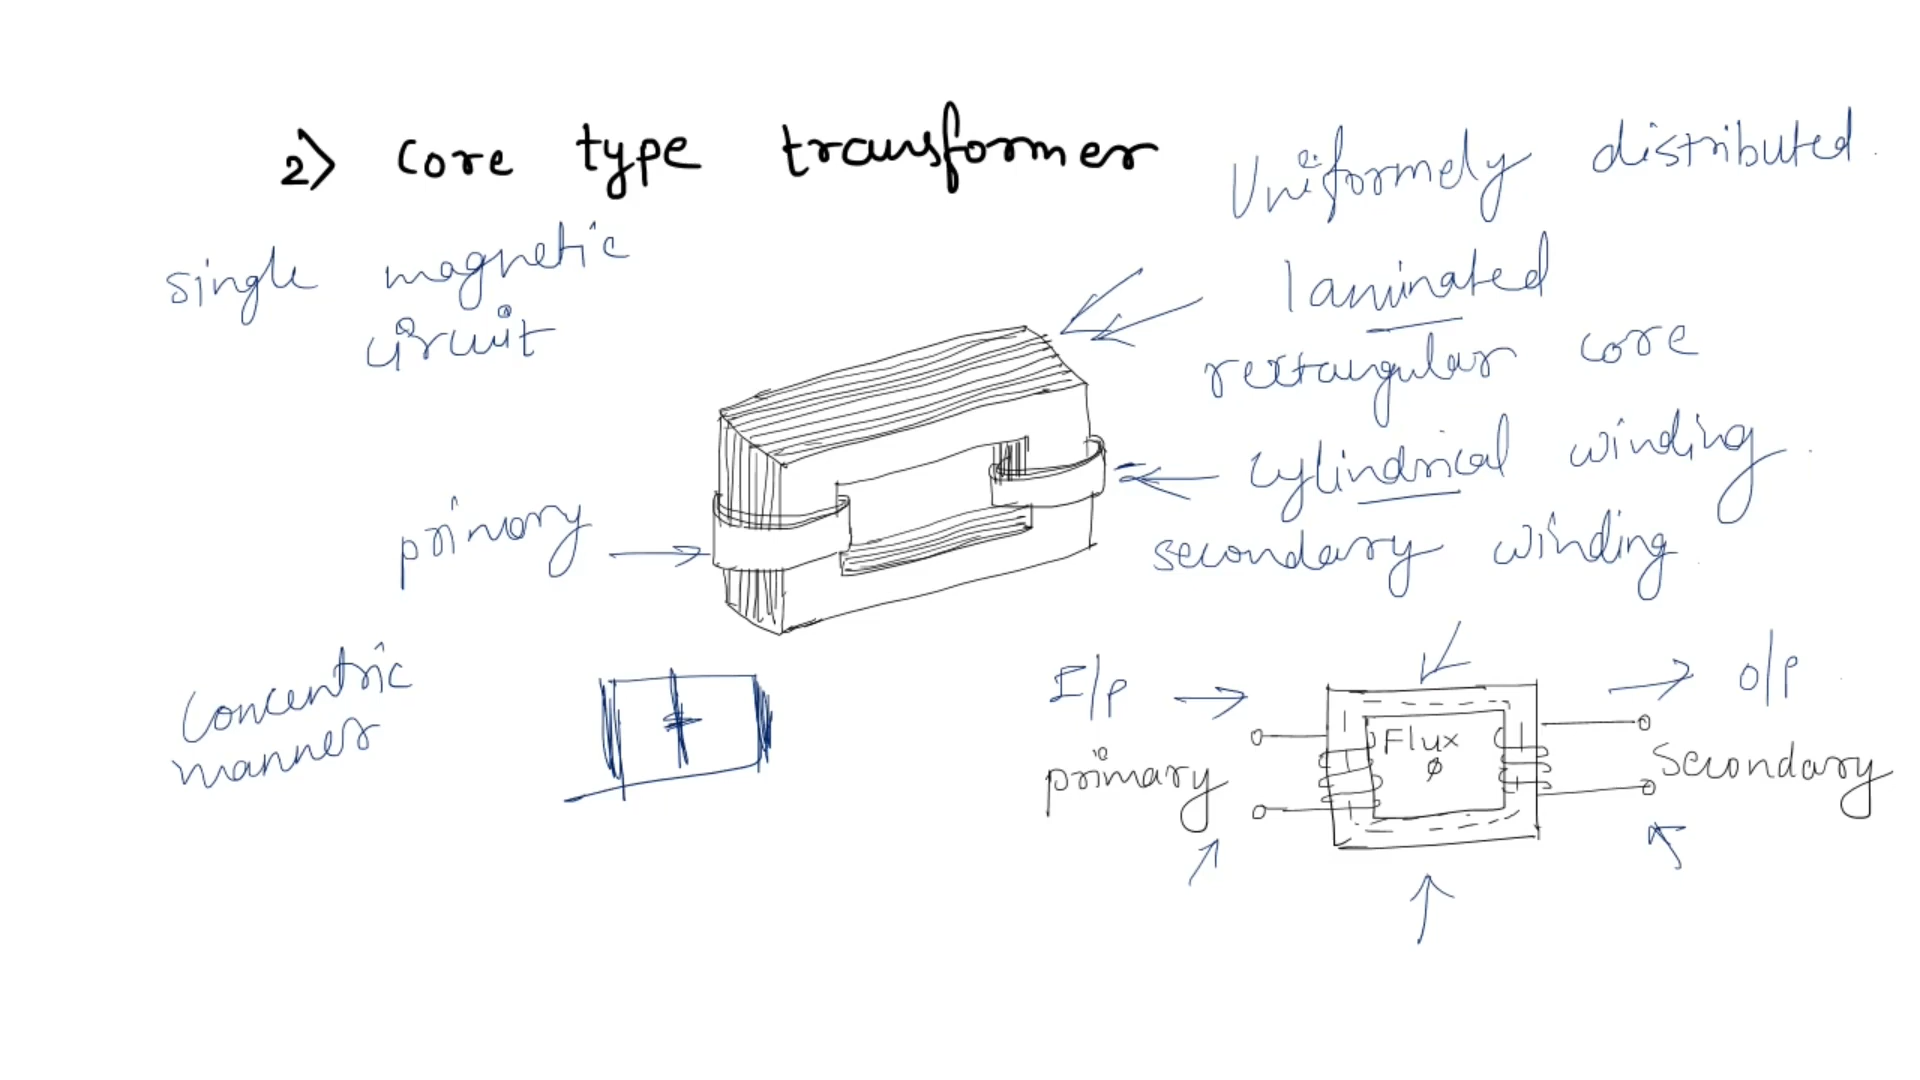 2) Core type transformer
Uniformely distributed.
single magnetic
circuit
laminated
rectangular core
cylindrical winding.
secondary winding.
primary
Concentric
manner
I/p
O/p
Flux
ø
primary
Secondary